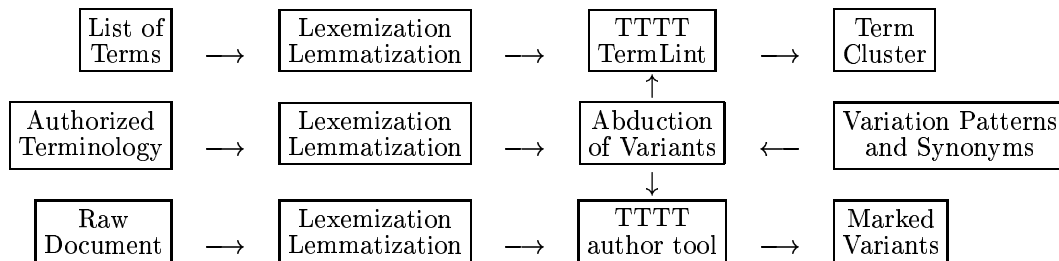 List of
Terms
→
Lexemization
Lemmatization
→
TTTT
TermLint
→
Term
Cluster
↑
Authorized
Terminology
→
Lexemization
Lemmatization
→
Abduction
of Variants
←
Variation Patterns
and Synonyms
↓
Raw
Document
→
Lexemization
Lemmatization
→
TTTT
author tool
→
Marked
Variants